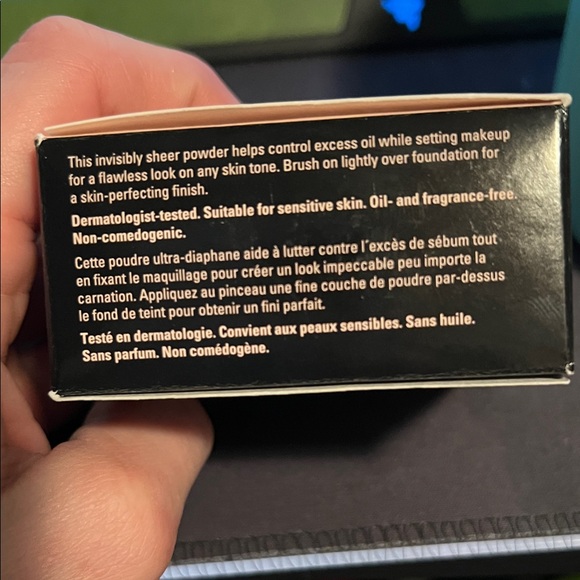 This invisibly sheer powder helps control excess oil while setting makeup
for a flawless look on any skin tone. Brush on lightly over foundation for
a skin-perfecting finish.
Dermatologist-tested. Suitable for sensitive skin. Oil- and fragrance-free.
Non-comedogenic.
Cette poudre ultra-diaphane aide à lutter contre l'excès de sébum tout
en fixant le maquillage pour créer un look impeccable peu importe la
carnation. Appliquez au pinceau une fine couche de poudre par-dessus
le fond de teint pour obtenir un fini parfait.
Testé en dermatologie. Convient aux peaux sensibles. Sans huile.
Sans parfum. Non comédogène.